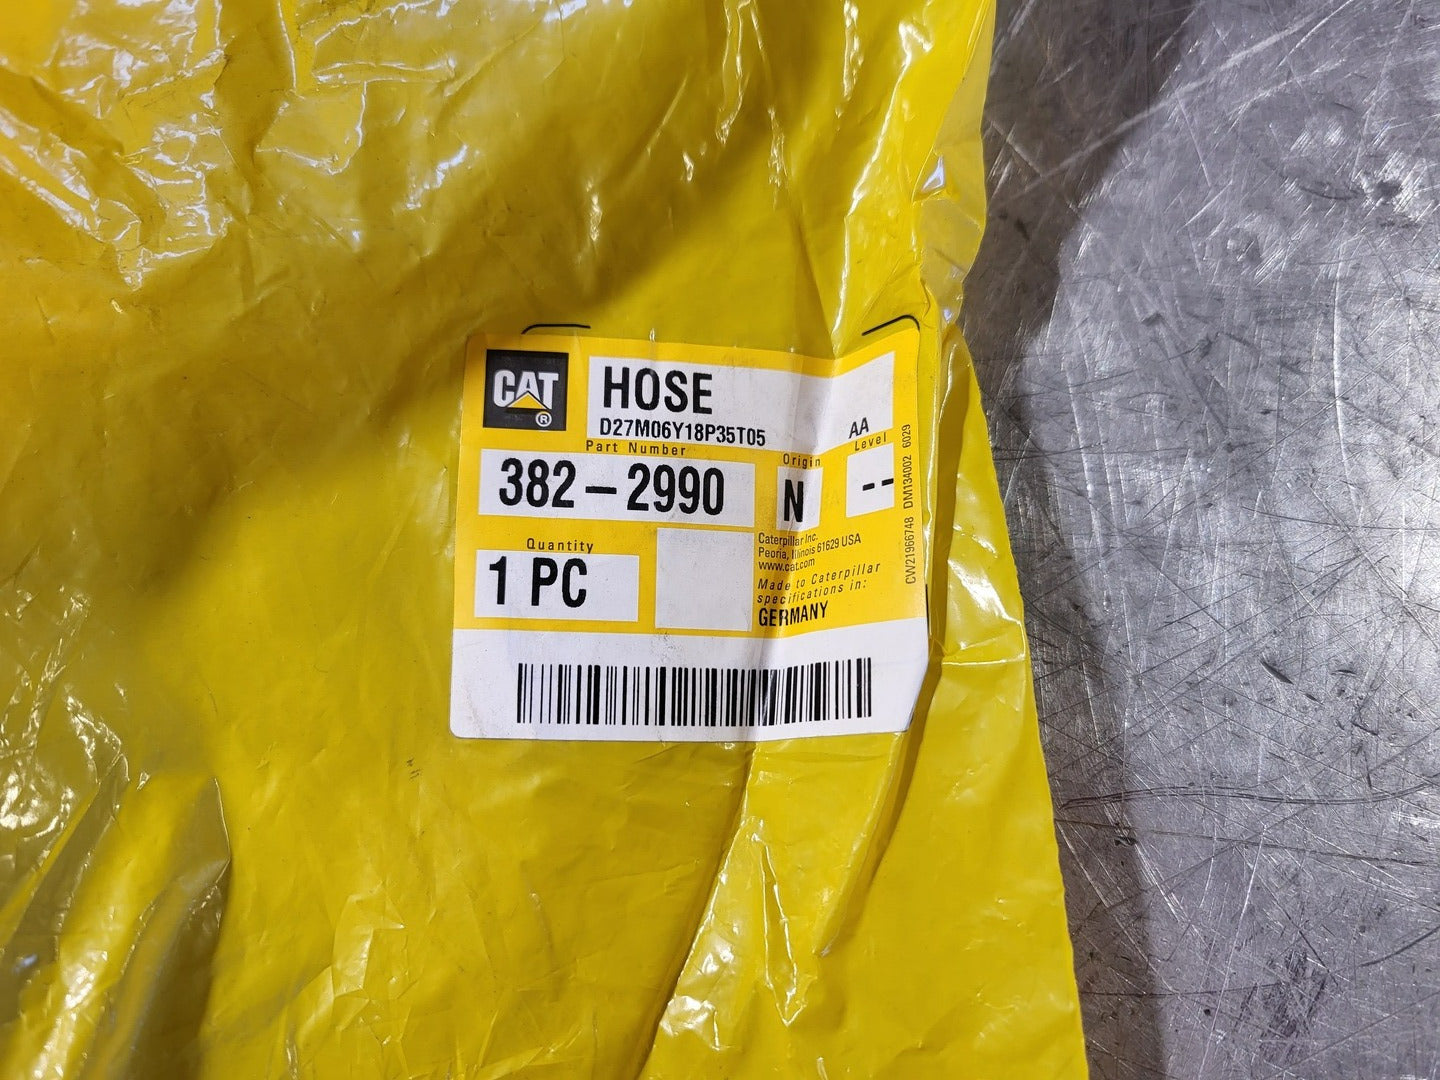 CAT
®
HOSE
D27M06Y18P35T05
AA
Part Number
Origin
Level
382-2990
N
--
Quantity
1 PC
Caterpillar Inc.
Peoria, Illinois 61629 USA
www.cat.com
Made to Caterpillar
specifications in:
GERMANY
CW21966748 DM134002 6029